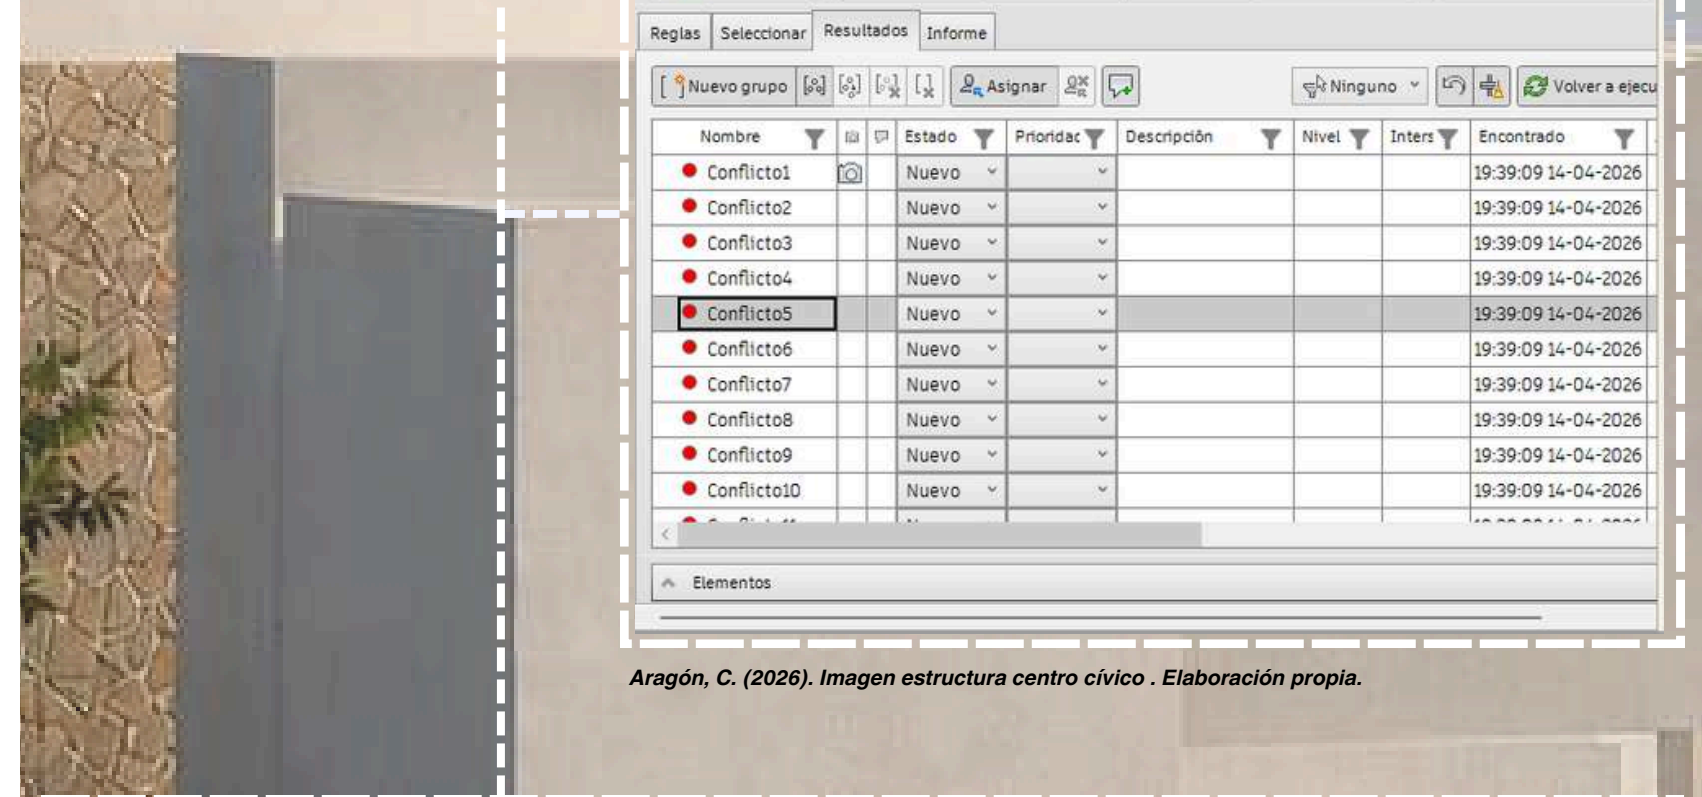 Reglas Seleccionar Resultados Informe
Nuevo grupo Asignar Ninguno Volver a ejecu
Nombre Estado Prioridac Descripción Nivel Inters Encontrado
Conflicto1 Nuevo 19:39:09 14-04-2026
Conflicto2 Nuevo 19:39:09 14-04-2026
Conflicto3 Nuevo 19:39:09 14-04-2026
Conflicto4 Nuevo 19:39:09 14-04-2026
Conflicto5 Nuevo 19:39:09 14-04-2026
Conflicto6 Nuevo 19:39:09 14-04-2026
Conflicto7 Nuevo 19:39:09 14-04-2026
Conflicto8 Nuevo 19:39:09 14-04-2026
Conflicto9 Nuevo 19:39:09 14-04-2026
Conflicto10 Nuevo 19:39:09 14-04-2026
Elementos
Aragón, C. (2026). Imagen estructura centro cívico . Elaboración propia.